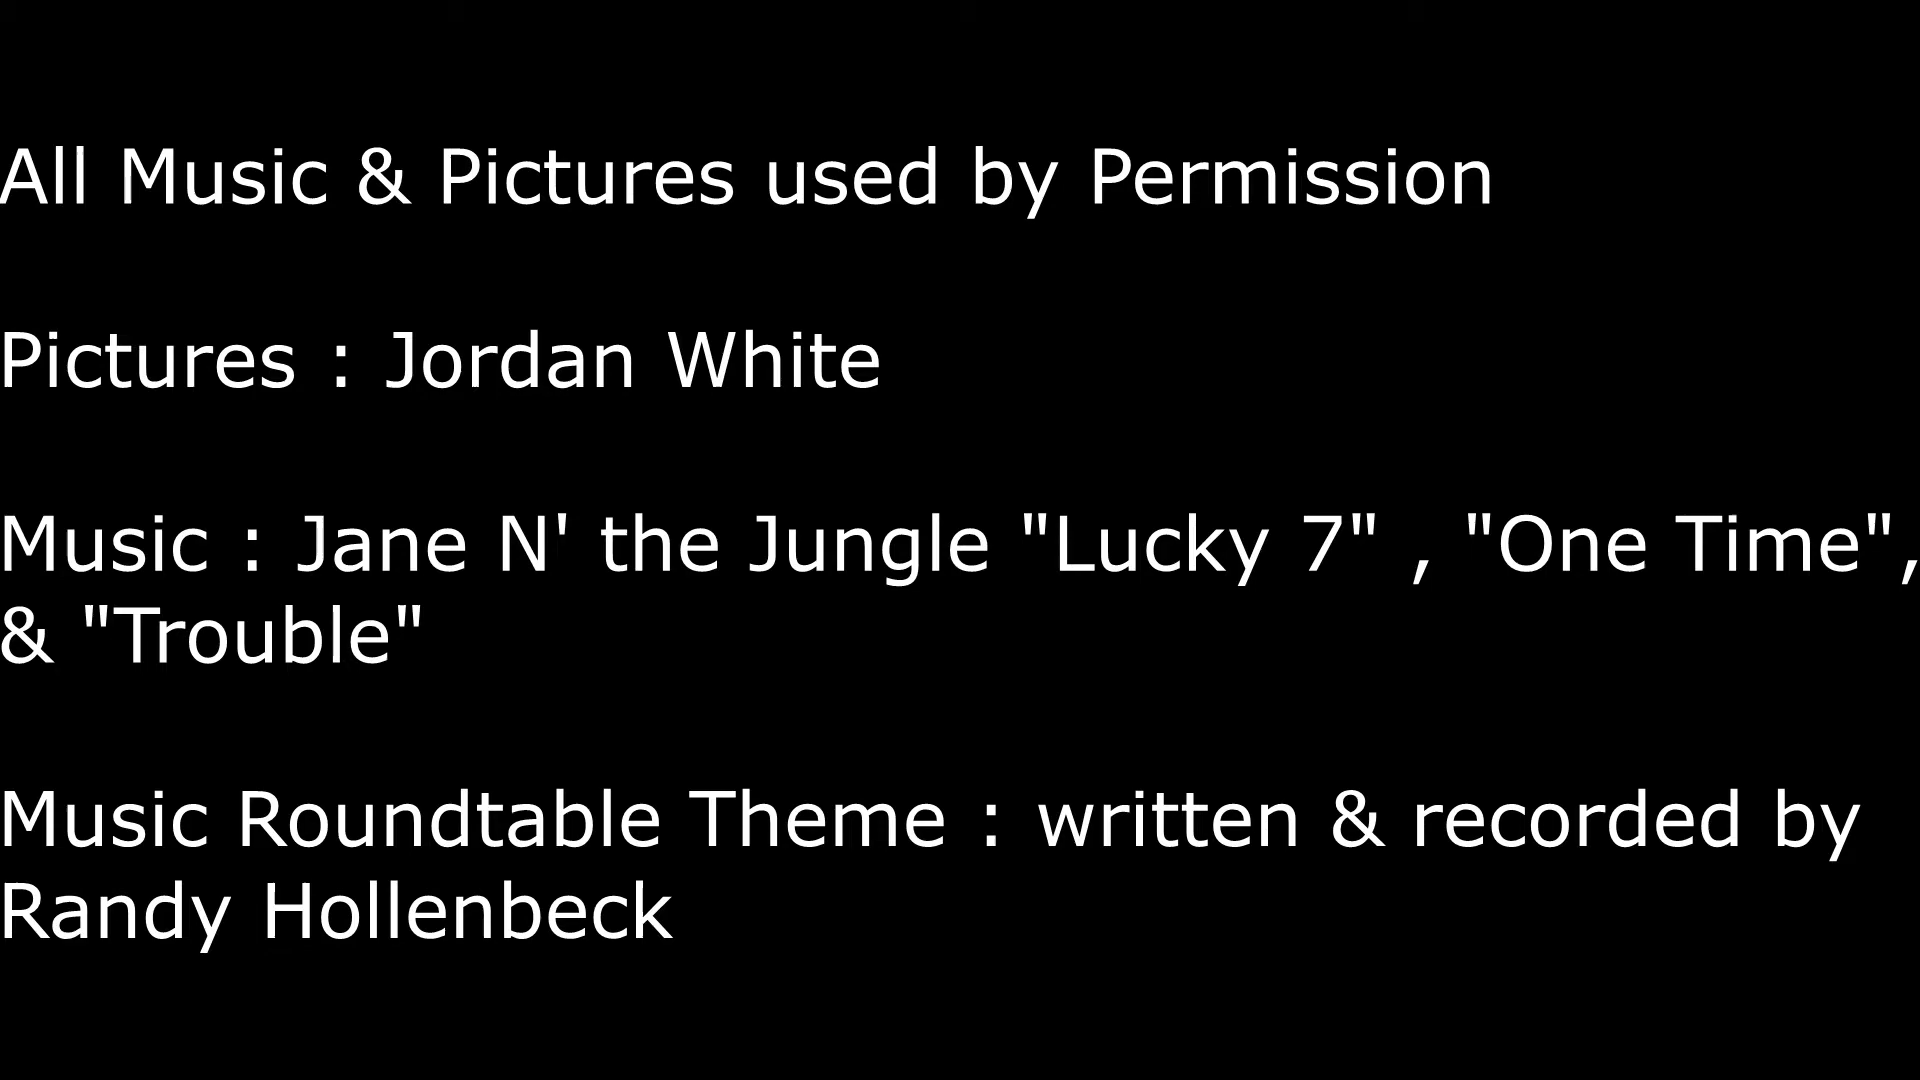 All Music & Pictures used by Permission
Pictures : Jordan White
Music : Jane N' the Jungle "Lucky 7" , "One Time",
& "Trouble"
Music Roundtable Theme : written & recorded by
Randy Hollenbeck